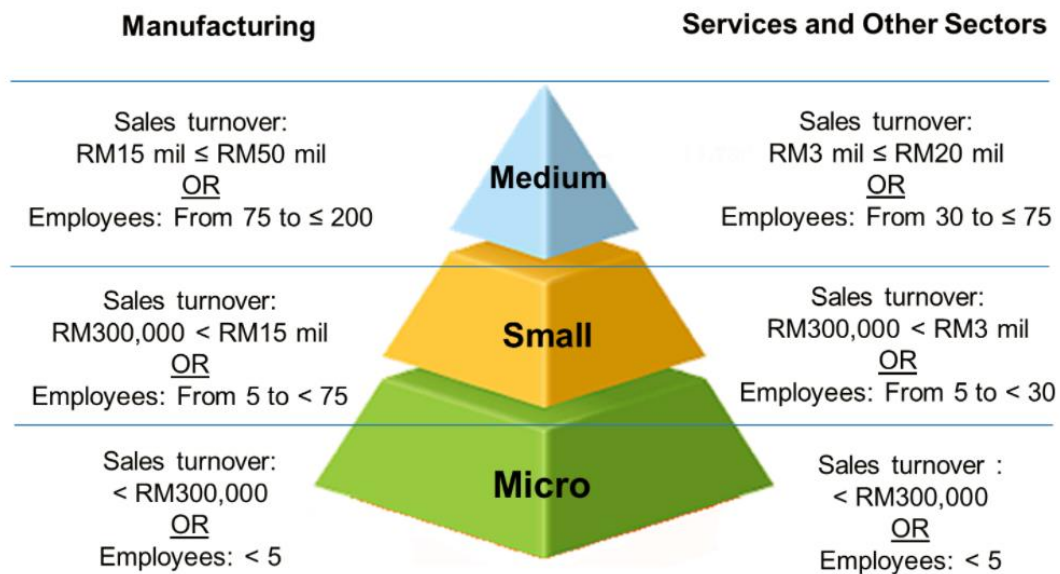 Manufacturing
Services and Other Sectors
Sales turnover:
RM15 mil ≤ RM50 mil
OR
Employees: From 75 to ≤ 200
Medium
Sales turnover:
RM3 mil ≤ RM20 mil
OR
Employees: From 30 to ≤ 75
Sales turnover:
RM300,000 < RM15 mil
OR
Employees: From 5 to < 75
Small
Sales turnover:
RM300,000 < RM3 mil
OR
Employees: From 5 to < 30
Sales turnover:
< RM300,000
OR
Employees: < 5
Micro
Sales turnover :
< RM300,000
OR
Employees: < 5